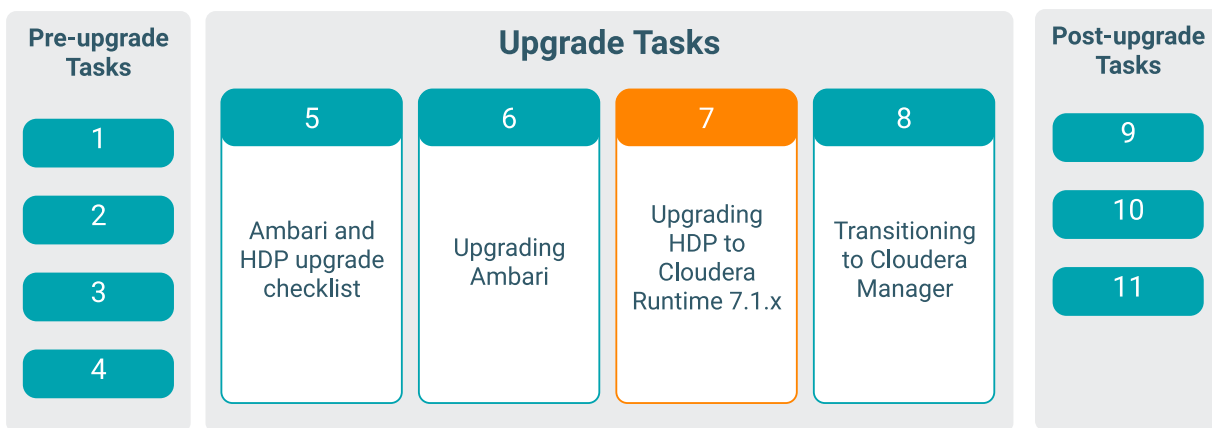 Pre-upgrade
Tasks
1
2
3
4
Upgrade Tasks
5
Ambari and
HDP upgrade
checklist
6
Upgrading
Ambari
7
Upgrading
HDP to
Cloudera
Runtime 7.1.x
8
Transitioning
to Cloudera
Manager
Post-upgrade
Tasks
9
10
11